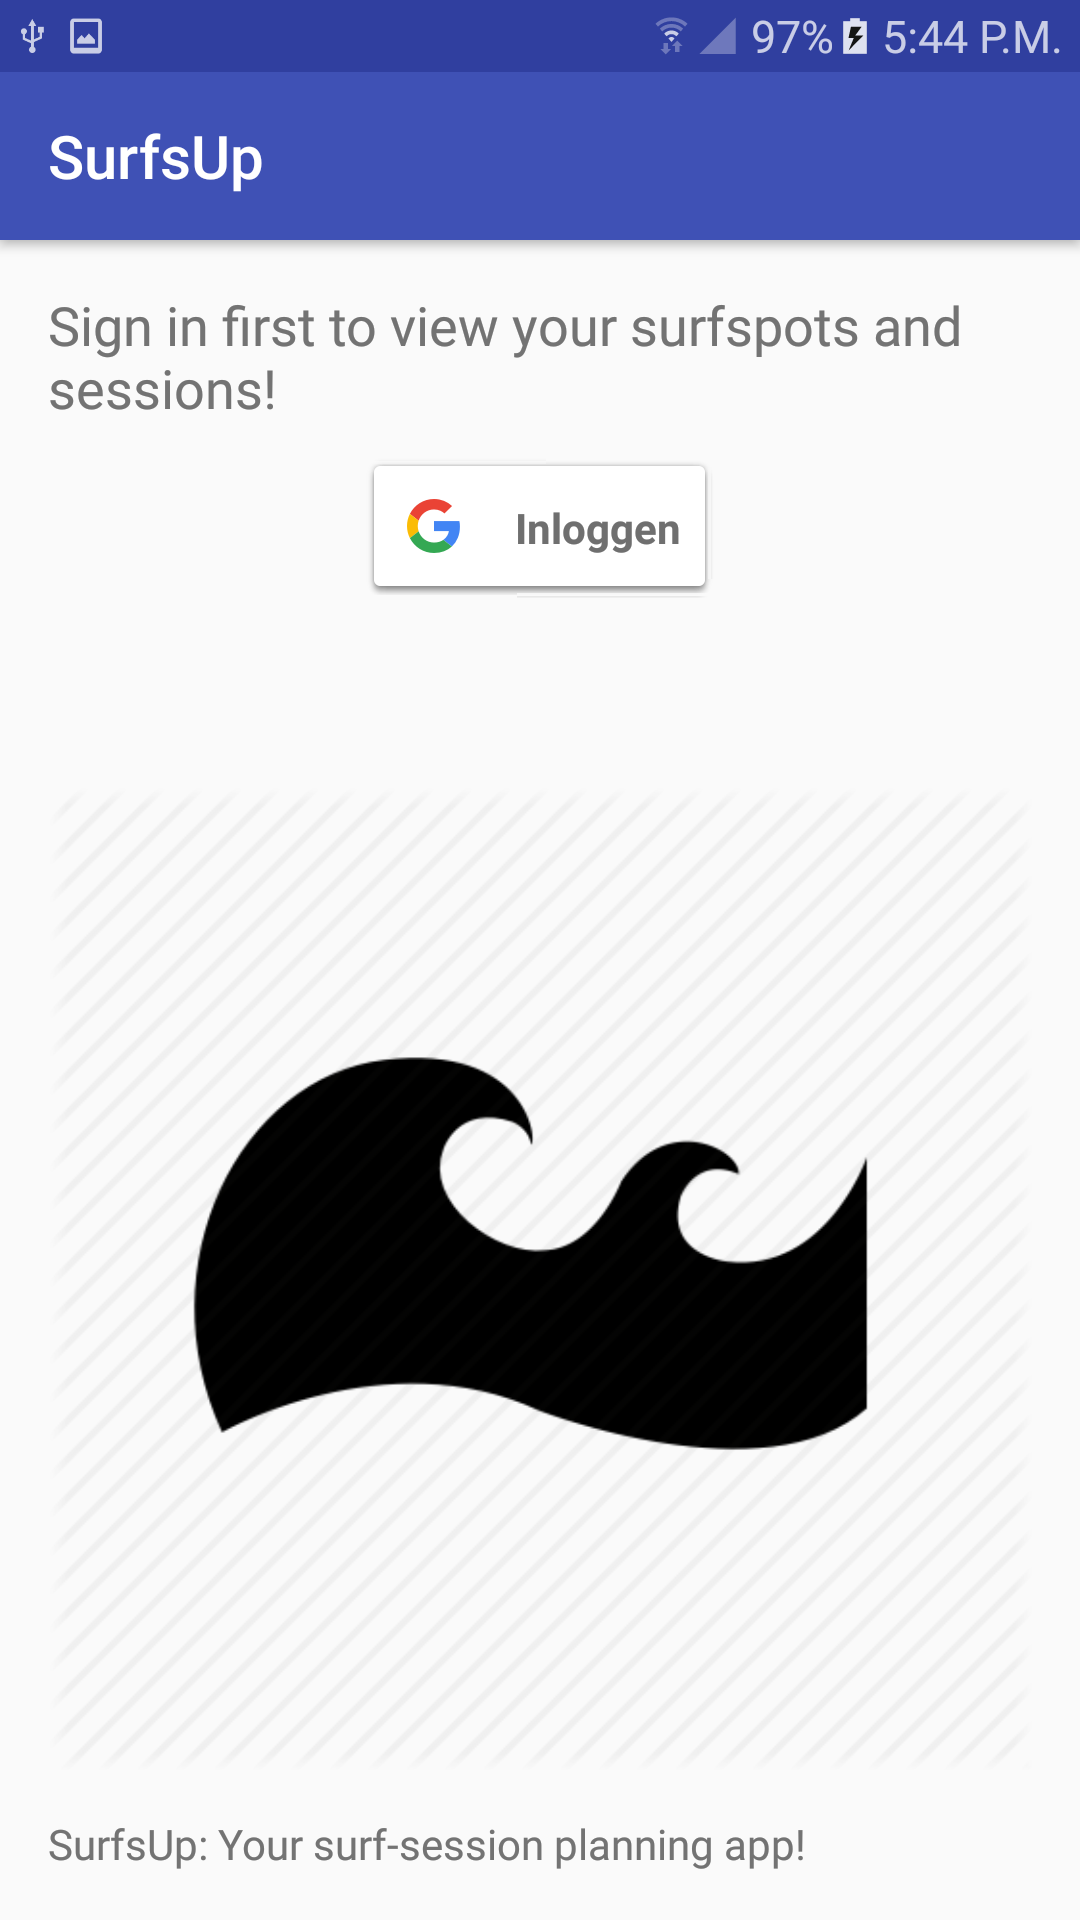 97% 5:44 P.M.
SurfsUp
Sign in first to view your surfspots and
sessions!
Inloggen
SurfsUp: Your surf-session planning app!